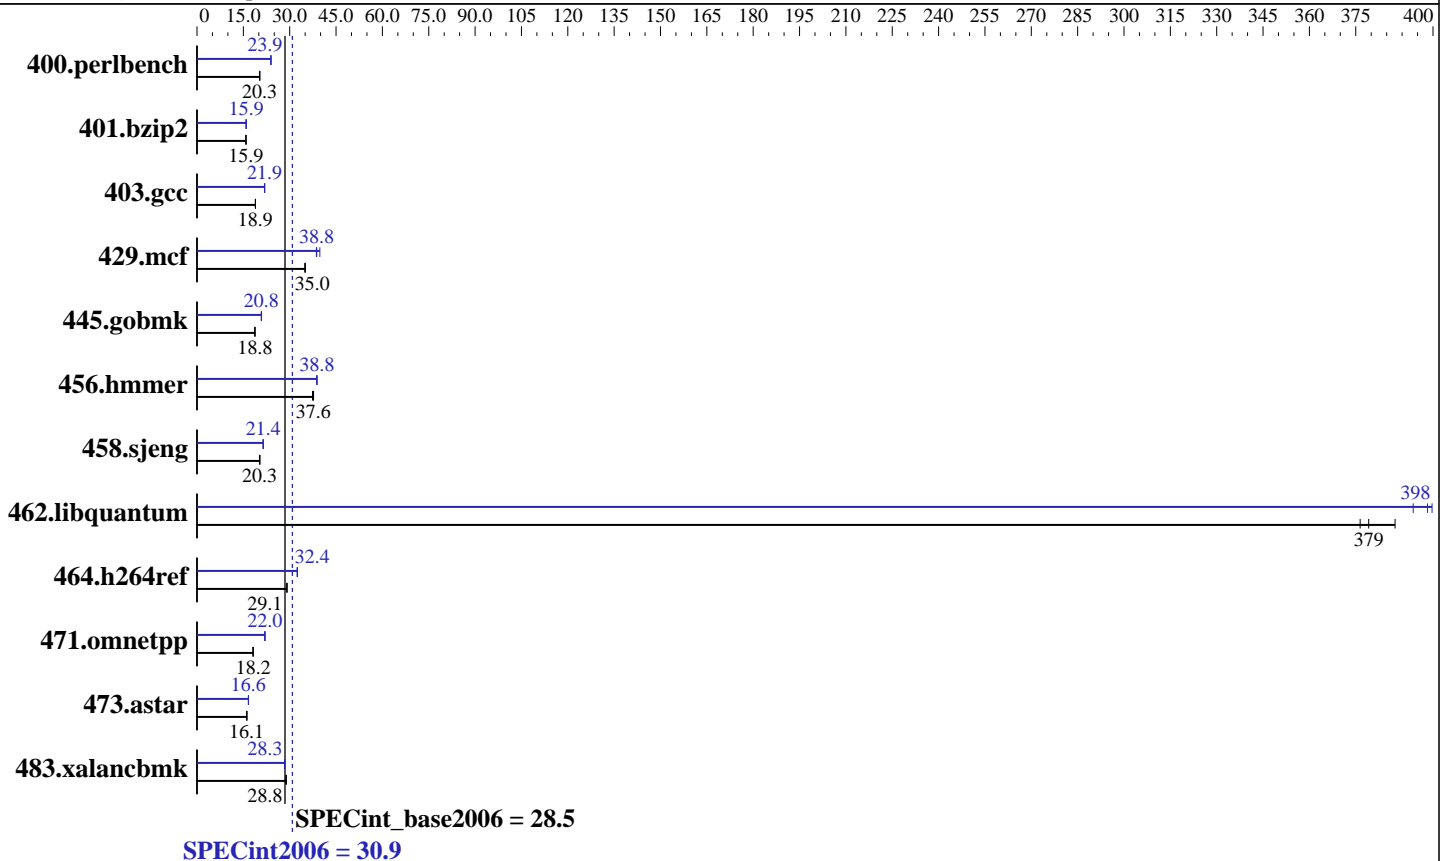 0 15.0 30.0 45.0 60.0 75.0 90.0 105 120 135 150 165 180 195 210 225 240 255 270 285 300 315 330 345 360 375 400
23.9
400.perlbench
20.3
15.9
401.bzip2
15.9
21.9
403.gcc
18.9
38.8
429.mcf
35.0
20.8
445.gobmk
18.8
38.8
456.hmmer
37.6
21.4
458.sjeng
20.3
398
462.libquantum
379
32.4
464.h264ref
29.1
22.0
471.omnetpp
18.2
16.6
473.astar
16.1
28.3
483.xalancbmk
28.8
SPECint_base2006 = 28.5
SPECint2006 = 30.9